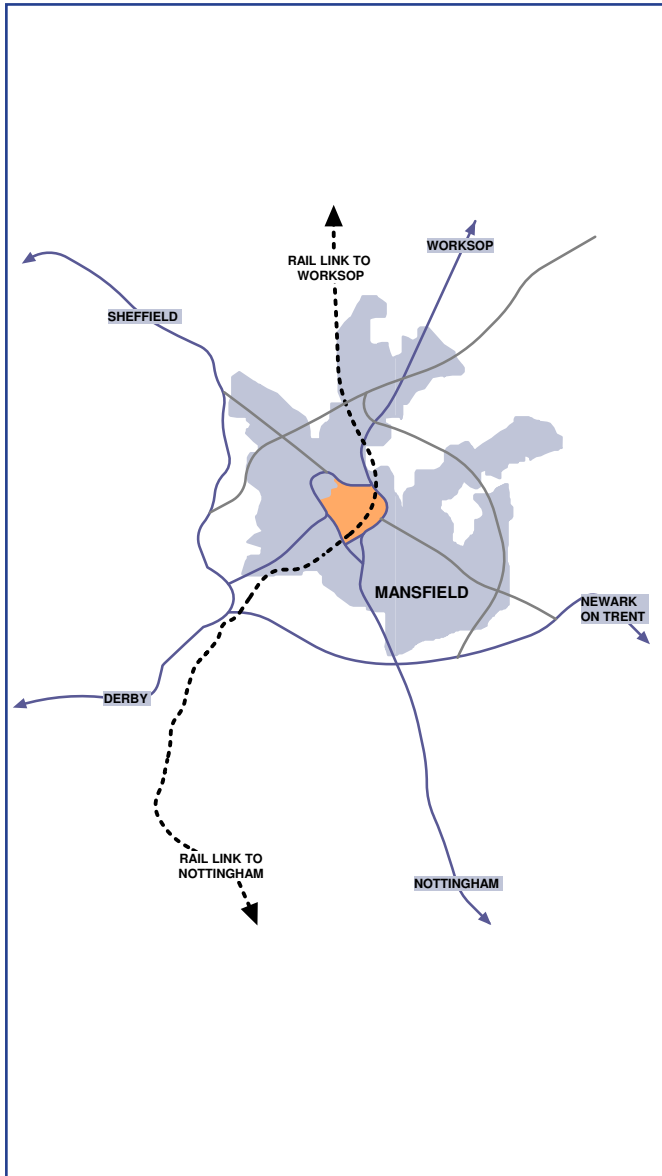 WORKSOP
RAIL LINK TO
WORKSOP
SHEFFIELD
MANSFIELD
NEWARK
ON TRENT
DERBY
RAIL LINK TO
NOTTINGHAM
NOTTINGHAM